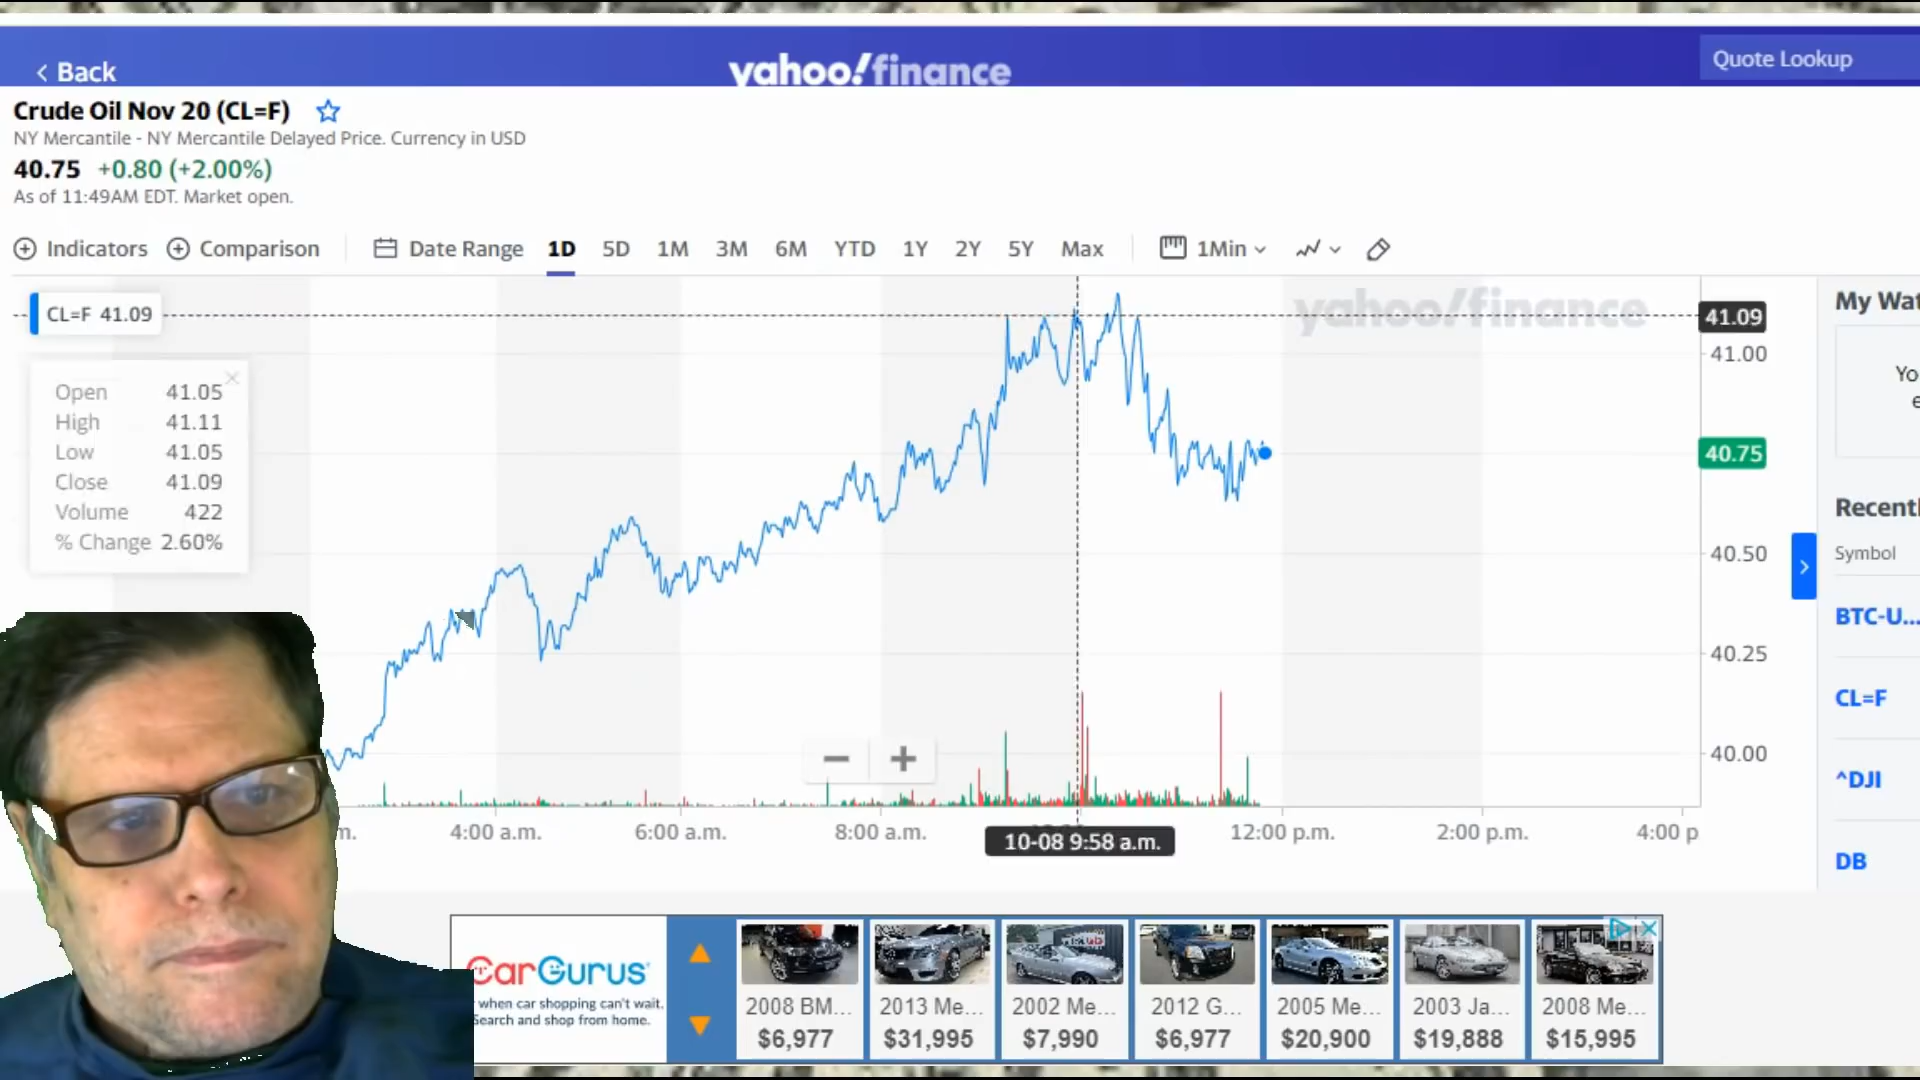 Back
yahoo!finance
Quote Lookup
Crude Oil Nov 20 (CL=F)
NY Mercantile - NY Mercantile Delayed Price. Currency in USD
40.75 +0.80 (+2.00%)
As of 11:49AM EDT. Market open.
Indicators Comparison Date Range 1D 5D 1M 3M 6M YTD 1Y 2Y 5Y Max 1Min
yahoo!finance
CL=F 41.09
41.09
41.00
40.75
40.50
40.25
40.00
Open 41.05
High 41.11
Low 41.05
Close 41.09
Volume 422
% Change 2.60%
My Wat
Yo
e
Recentl
Symbol
BTC-U...
CL=F
^DJI
DB
m. 4:00 a.m. 6:00 a.m. 8:00 a.m. 12:00 p.m. 2:00 p.m. 4:00 p
10-08 9:58 a.m.
CarGurus
when car shopping can't wait.
Search and shop from home.
2008 BM... 2013 Me... 2002 Me... 2012 G... 2005 Me... 2003 Ja... 2008 Me...
$6,977 $31,995 $7,990 $6,977 $20,900 $19,888 $15,995